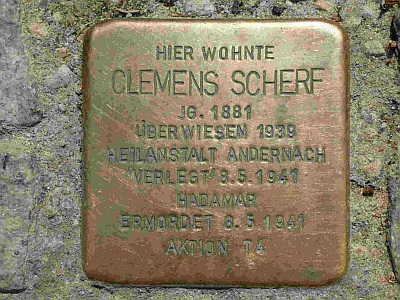 HIER WOHNTE
CLEMENS SCHERF
JG. 1881
ÜBERWIESEN 1939
HEILANSTALT ANDERNACH
'VERLEGT' 8.5.1941
HADAMAR
ERMORDET 8.5.1941
AKTION T4